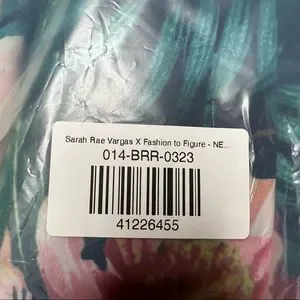 Sarah Rae Vargas X Fashion to Figure - NE...
014-BRR-0323
41226455